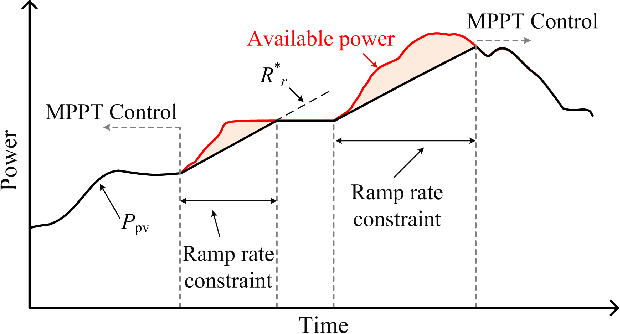 MPPT Control
Available power
R*r
MPPT Control
Power
Ppv
Ramp rate
constraint
Ramp rate
constraint
Time